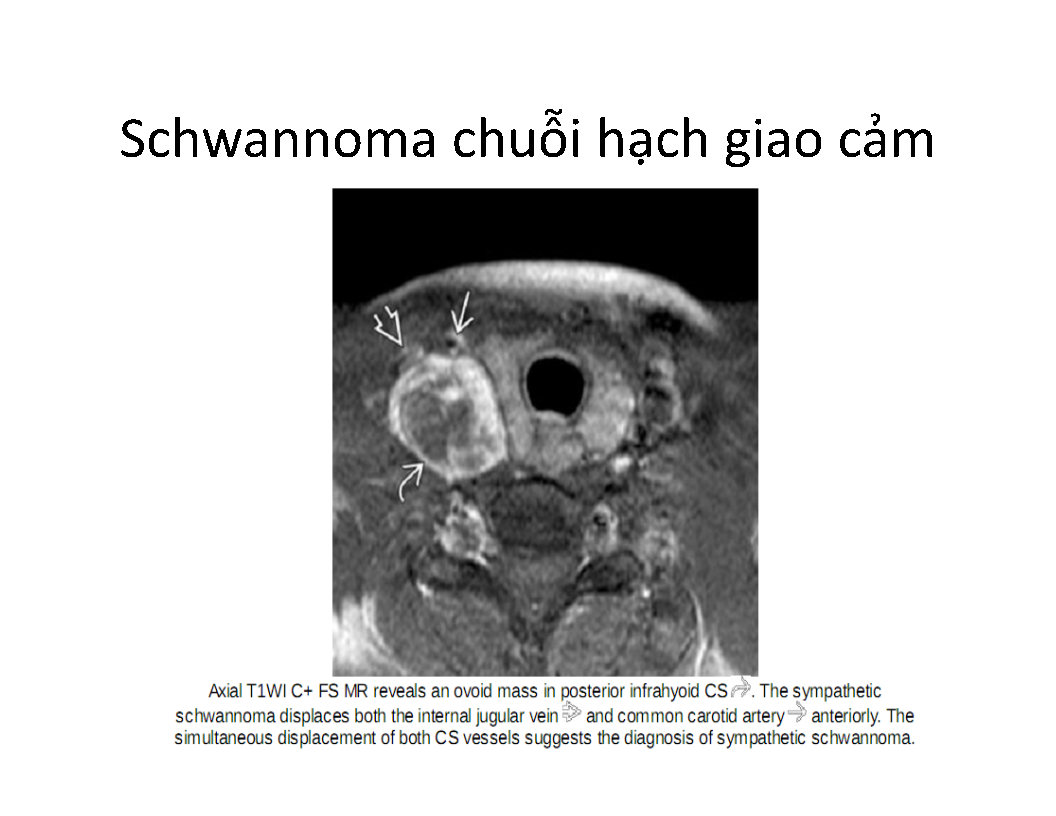 Schwannoma chuỗi hạch giao cảm
Axial T1WI C+ FS MR reveals an ovoid mass in posterior infrahyoid CS . The sympathetic
schwannoma displaces both the internal jugular vein and common carotid artery anteriorly. The
simultaneous displacement of both CS vessels suggests the diagnosis of sympathetic schwannoma.